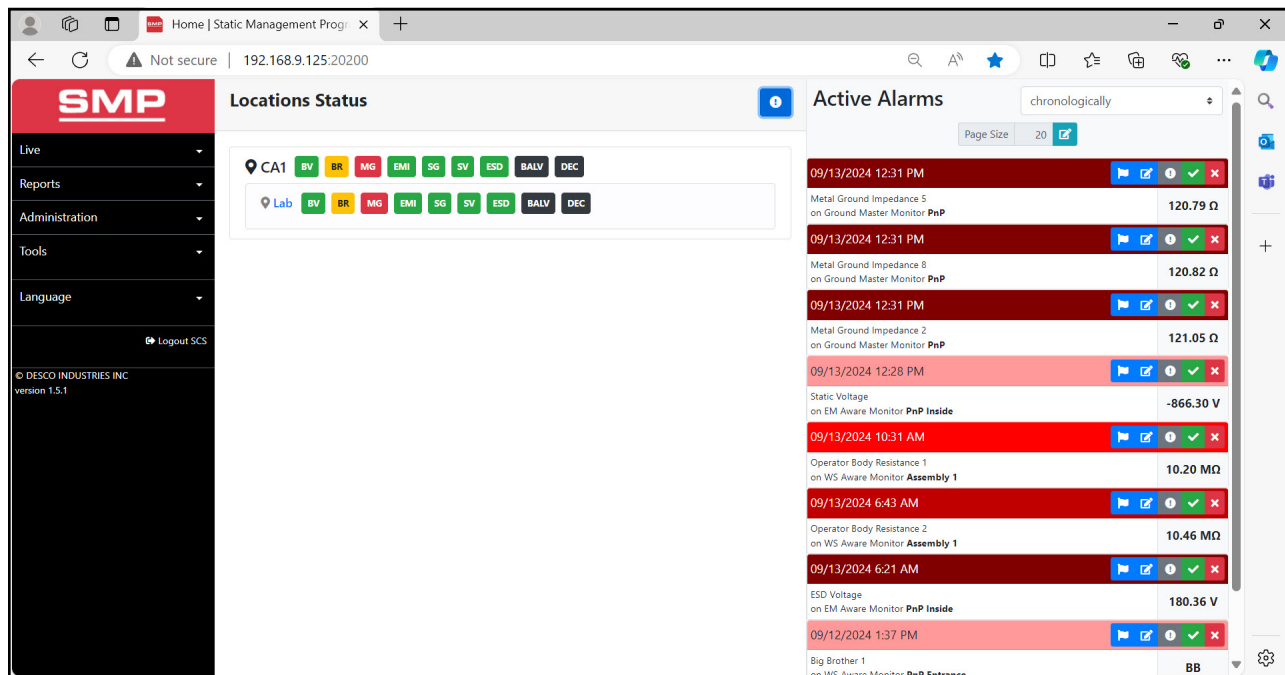 SMP Home | Static Management Progr
Not secure | 192.168.9.125:20200
SMP
Live
Reports
Administration
Tools
Language
Logout SCS
© DESCO INDUSTRIES INC
version 1.5.1
Locations Status
CA1 BV BR MG EMI SG SV ESD BALV DEC
Lab BV BR MG EMI SG SV ESD BALV DEC
Active Alarms
chronologically
Page Size 20
09/13/2024 12:31 PM
Metal Ground Impedance 5
on Ground Master Monitor PnP
120.79 Ω
09/13/2024 12:31 PM
Metal Ground Impedance 8
on Ground Master Monitor PnP
120.82 Ω
09/13/2024 12:31 PM
Metal Ground Impedance 2
on Ground Master Monitor PnP
121.05 Ω
09/13/2024 12:28 PM
Static Voltage
on EM Aware Monitor PnP Inside
-866.30 V
09/13/2024 10:31 AM
Operator Body Resistance 1
on WS Aware Monitor Assembly 1
10.20 MΩ
09/13/2024 6:43 AM
Operator Body Resistance 2
on WS Aware Monitor Assembly 1
10.46 MΩ
09/13/2024 6:21 AM
ESD Voltage
on EM Aware Monitor PnP Inside
180.36 V
09/12/2024 1:37 PM
Big Brother 1
on WS Aware Monitor PnP Entrance
BB